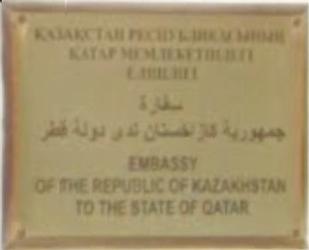 ҚАЗАҚСТАН РЕСПУБЛИКАСЫНЫҢ
ҚАТАР МЕМЛЕКЕТІНДЕГІ
ЕЛШІЛІГІ
سفارة
جمهورية كازاخستان لدى دولة قطر
EMBASSY
OF THE REPUBLIC OF KAZAKHSTAN
TO THE STATE OF QATAR